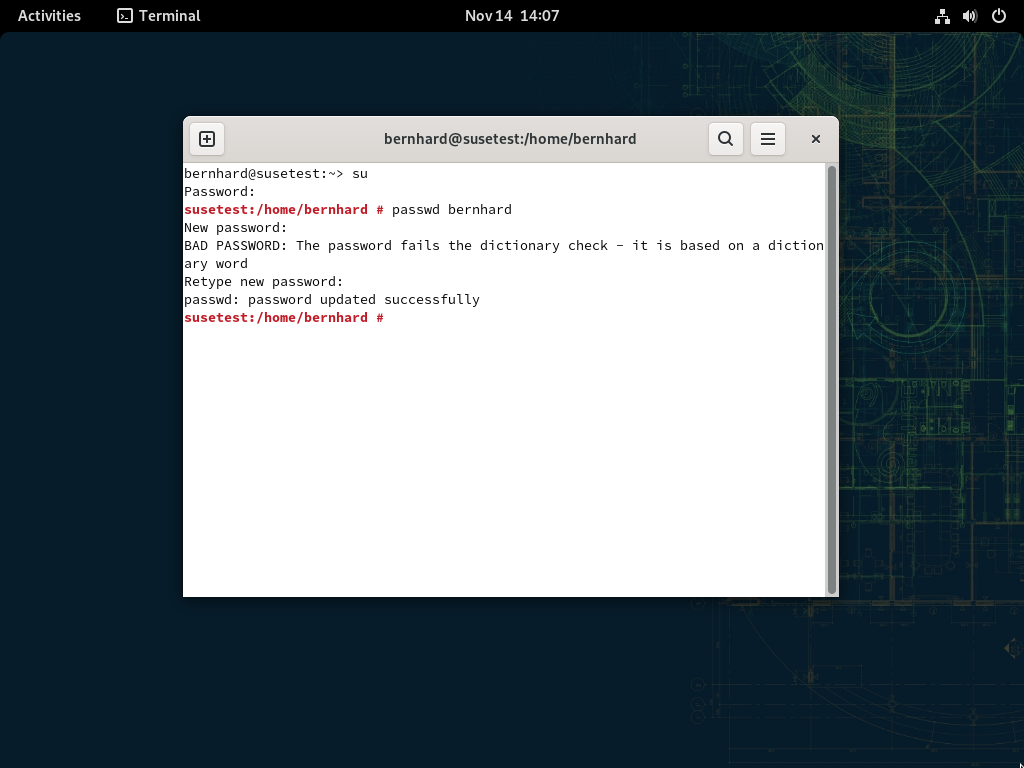 Activities Terminal Nov 14 14:07
bernhard@susetest:/home/bernhard
bernhard@susetest:~> su
Password:
susetest:/home/bernhard # passwd bernhard
New password:
BAD PASSWORD: The password fails the dictionary check - it is based on a diction
ary word
Retype new password:
passwd: password updated successfully
susetest:/home/bernhard #